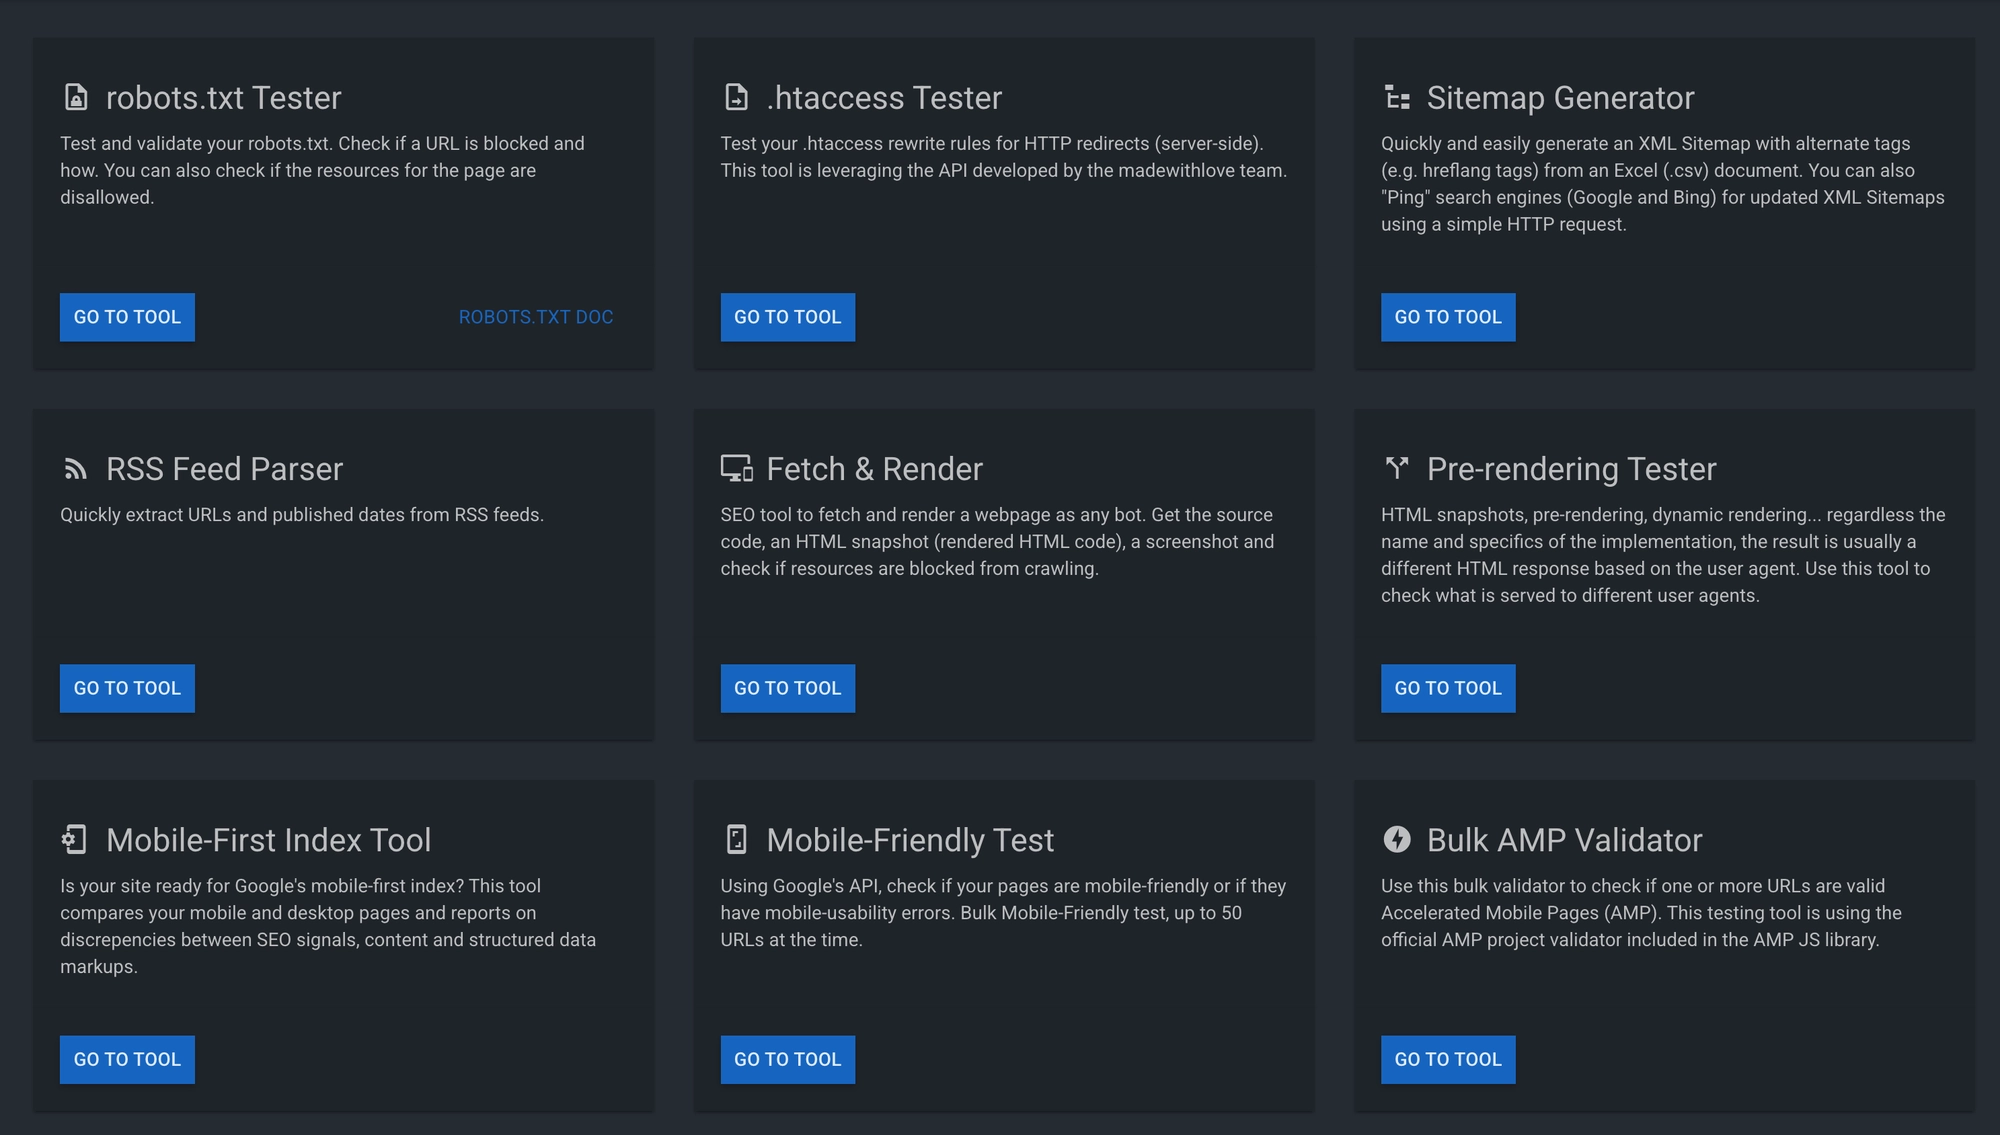 robots.txt Tester
Test and validate your robots.txt. Check if a URL is blocked and
how. You can also check if the resources for the page are
disallowed.
GO TO TOOL
ROBOTS.TXT DOC
.htaccess Tester
Test your .htaccess rewrite rules for HTTP redirects (server-side).
This tool is leveraging the API developed by the madewithlove team.
GO TO TOOL
Sitemap Generator
Quickly and easily generate an XML Sitemap with alternate tags
(e.g. hreflang tags) from an Excel (.csv) document. You can also
"Ping" search engines (Google and Bing) for updated XML Sitemaps
using a simple HTTP request.
GO TO TOOL
RSS Feed Parser
Quickly extract URLs and published dates from RSS feeds.
GO TO TOOL
Fetch & Render
SEO tool to fetch and render a webpage as any bot. Get the source
code, an HTML snapshot (rendered HTML code), a screenshot and
check if resources are blocked from crawling.
GO TO TOOL
Pre-rendering Tester
HTML snapshots, pre-rendering, dynamic rendering... regardless the
name and specifics of the implementation, the result is usually a
different HTML response based on the user agent. Use this tool to
check what is served to different user agents.
GO TO TOOL
Mobile-First Index Tool
Is your site ready for Google's mobile-first index? This tool
compares your mobile and desktop pages and reports on
discrepancies between SEO signals, content and structured data
markups.
GO TO TOOL
Mobile-Friendly Test
Using Google's API, check if your pages are mobile-friendly or if they
have mobile-usability errors. Bulk Mobile-Friendly test, up to 50
URLs at the time.
GO TO TOOL
Bulk AMP Validator
Use this bulk validator to check if one or more URLs are valid
Accelerated Mobile Pages (AMP). This testing tool is using the
official AMP project validator included in the AMP JS library.
GO TO TOOL